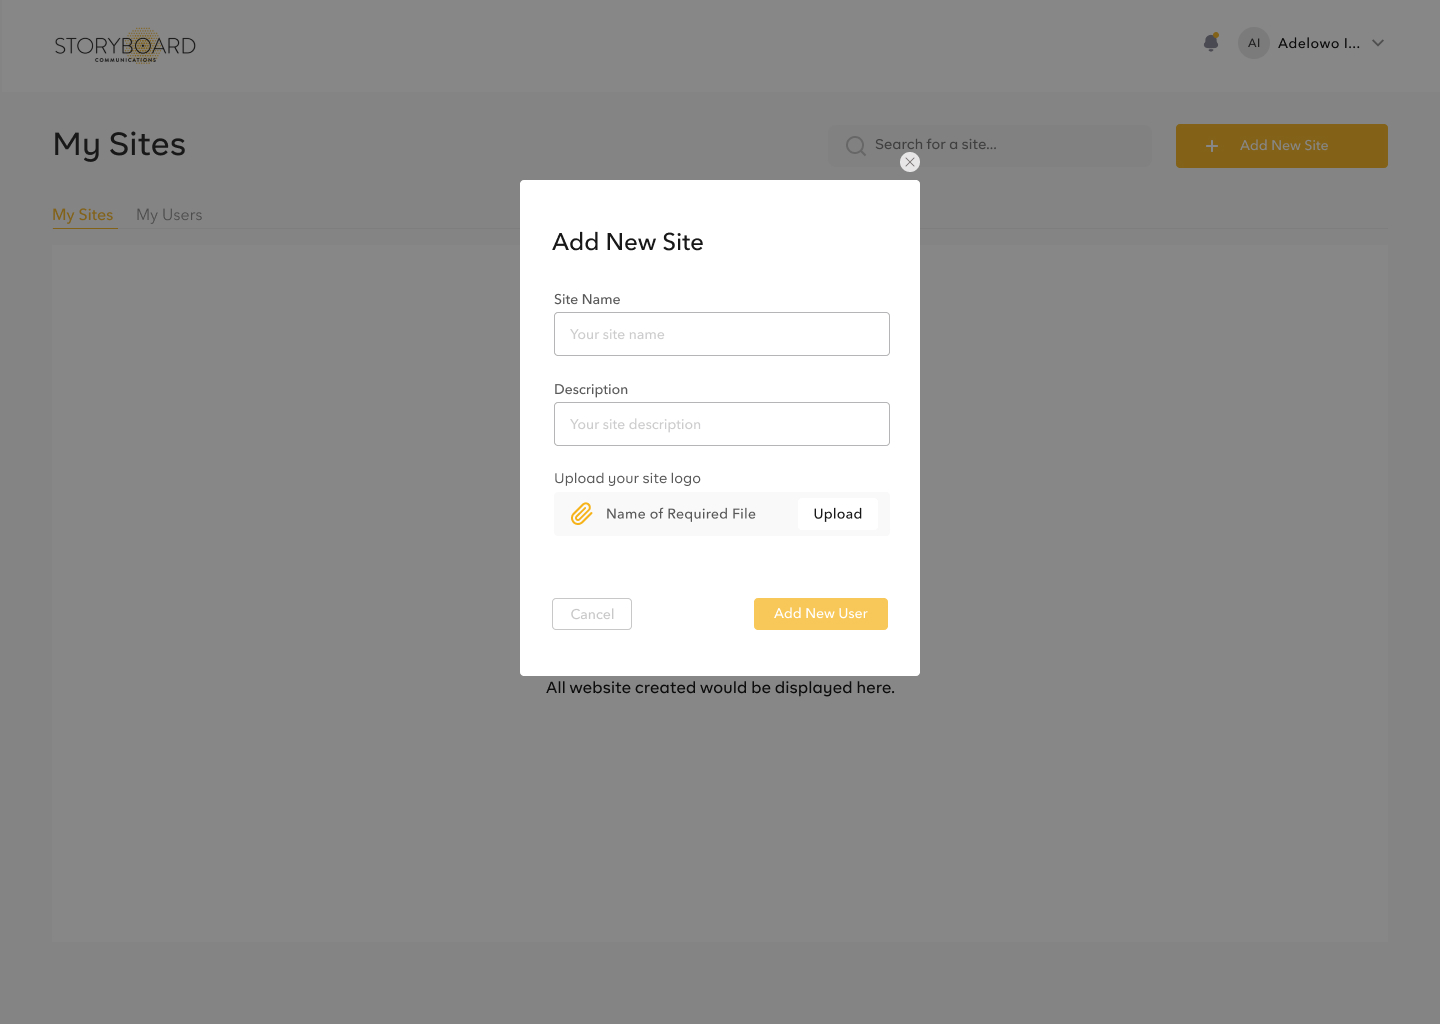 STORYBOARD
COMMUNICATIONS
AI Adelowo I...
My Sites
Search for a site...
+ Add New Site
My Sites My Users
Add New Site
Site Name
Your site name
Description
Your site description
Upload your site logo
Name of Required File Upload
Cancel Add New User
All website created would be displayed here.